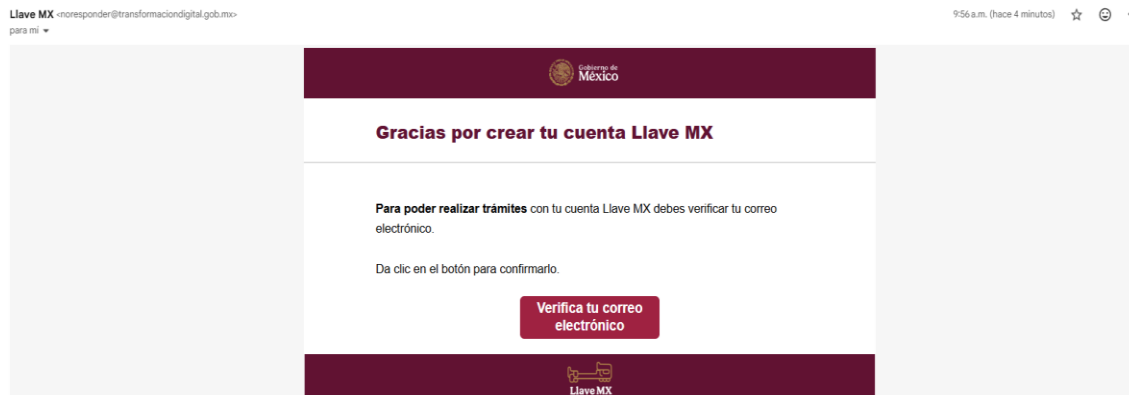 Llave MX <noresponder@transformaciondigital.gob.mx>
9:56 a.m. (hace 4 minutos)
para mí
Gobierno de
México
Gracias por crear tu cuenta Llave MX
Para poder realizar trámites con tu cuenta Llave MX debes verificar tu correo
electrónico.
Da clic en el botón para confirmarlo.
Verifica tu correo
electrónico
Llave MX